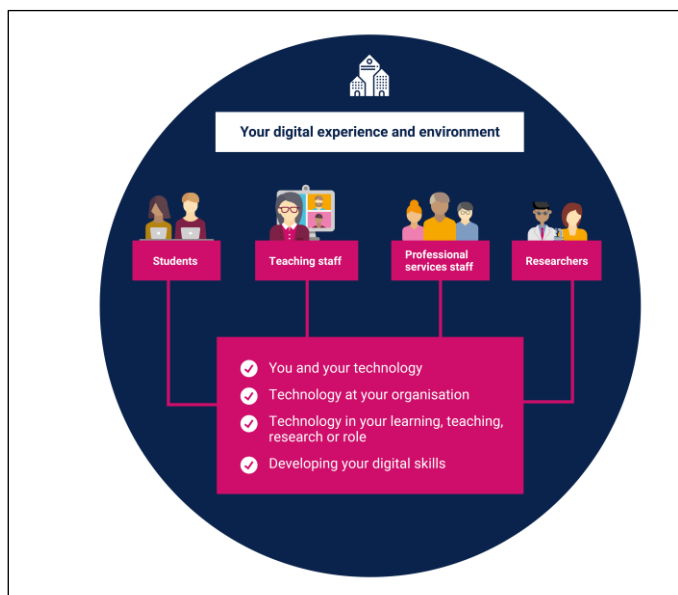 Your digital experience and environment
Students
Teaching staff
Professional
services staff
Researchers
You and your technology
Technology at your organisation
Technology in your learning, teaching,
research or role
Developing your digital skills